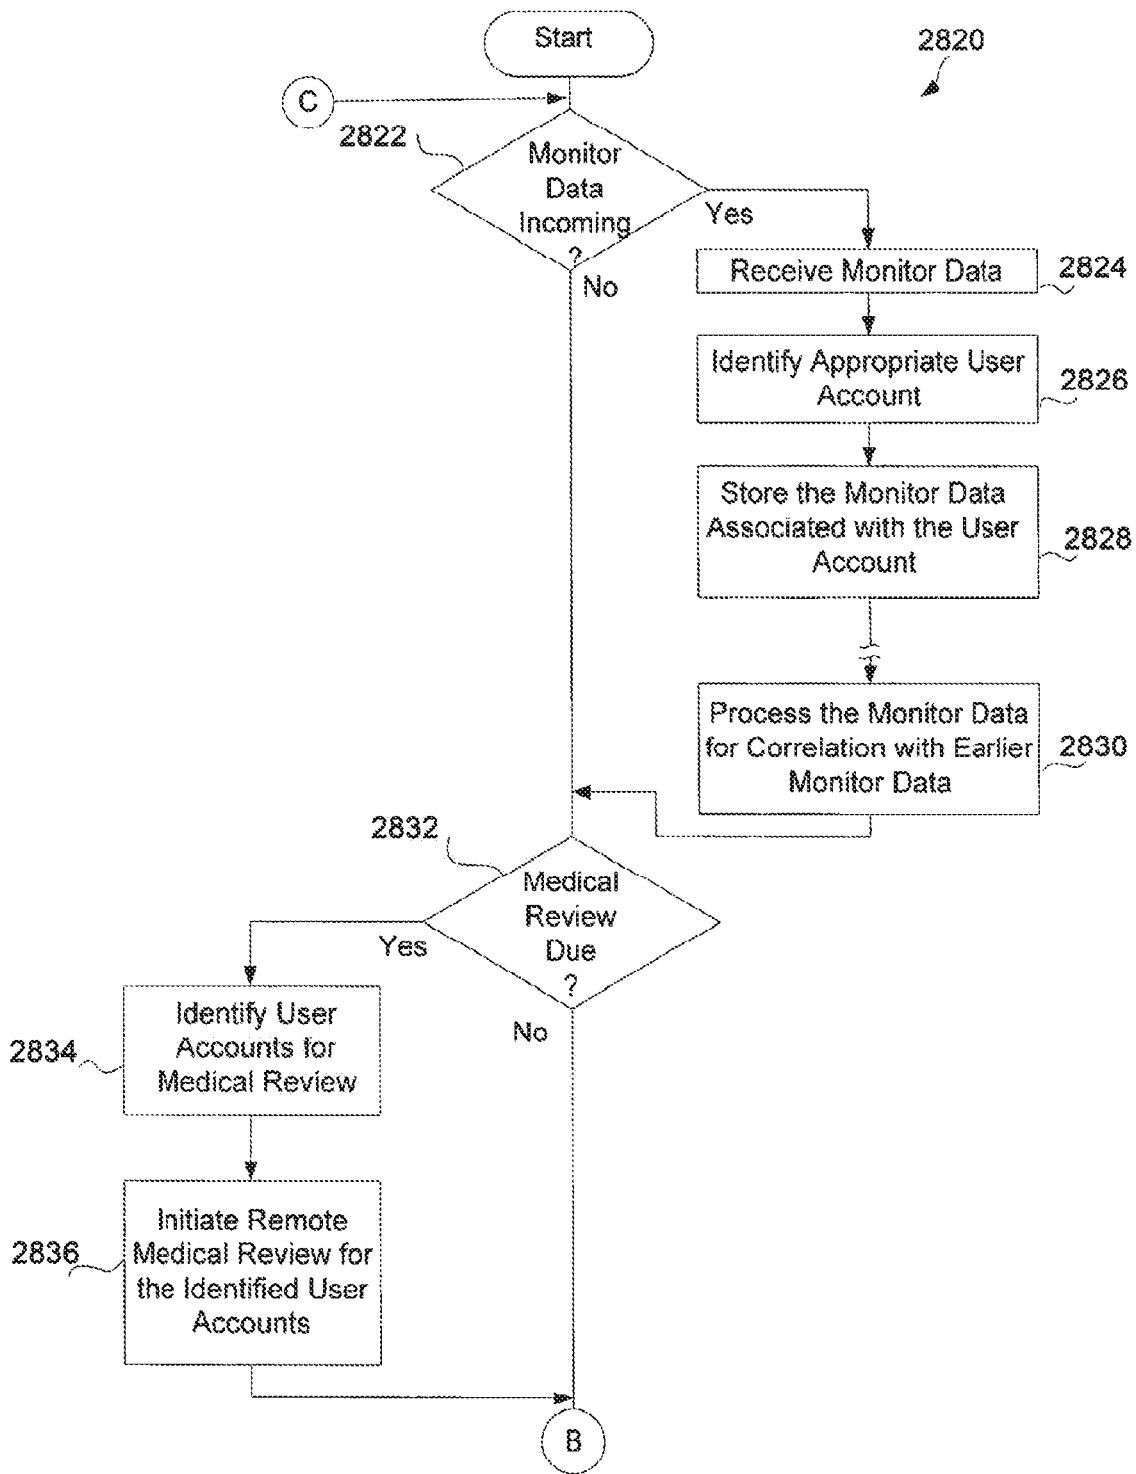 Start
2820
C
2822
Monitor
Data
Incoming
?
Yes
No
Receive Monitor Data
2824
Identify Appropriate User
Account
2826
Store the Monitor Data
Associated with the User
Account
2828
Process the Monitor Data
for Correlation with Earlier
Monitor Data
2830
2832
Medical
Review
Due
?
Yes
No
Identify User
Accounts for
Medical Review
2834
Initiate Remote
Medical Review for
the Identified User
Accounts
2836
B